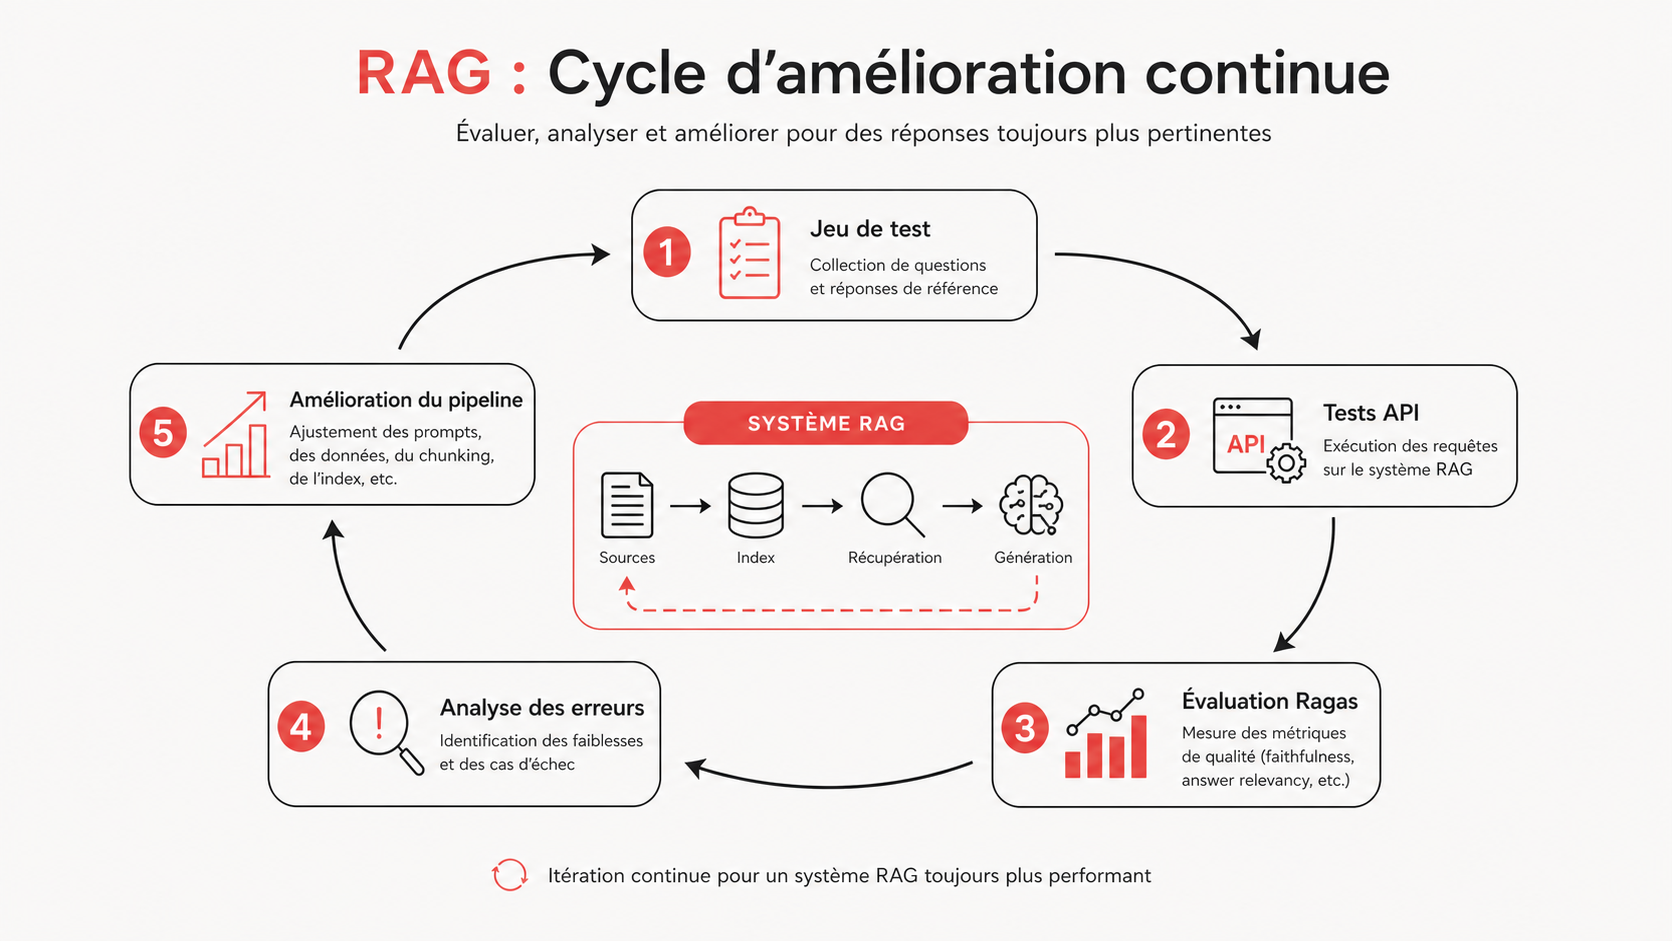 RAG : Cycle d’amélioration continue
Évaluer, analyser et améliorer pour des réponses toujours plus pertinentes
1
Jeu de test
Collection de questions
et réponses de référence
2
API
Tests API
Exécution des requêtes
sur le système RAG
3
Évaluation Ragas
Mesure des métriques
de qualité (faithfulness,
answer relevancy, etc.)
4
!
Analyse des erreurs
Identification des faiblesses
et des cas d’échec
5
Amélioration du pipeline
Ajustement des prompts,
des données, du chunking,
de l’index, etc.
SYSTÈME RAG
Sources
Index
Récupération
Génération
Itération continue pour un système RAG toujours plus performant